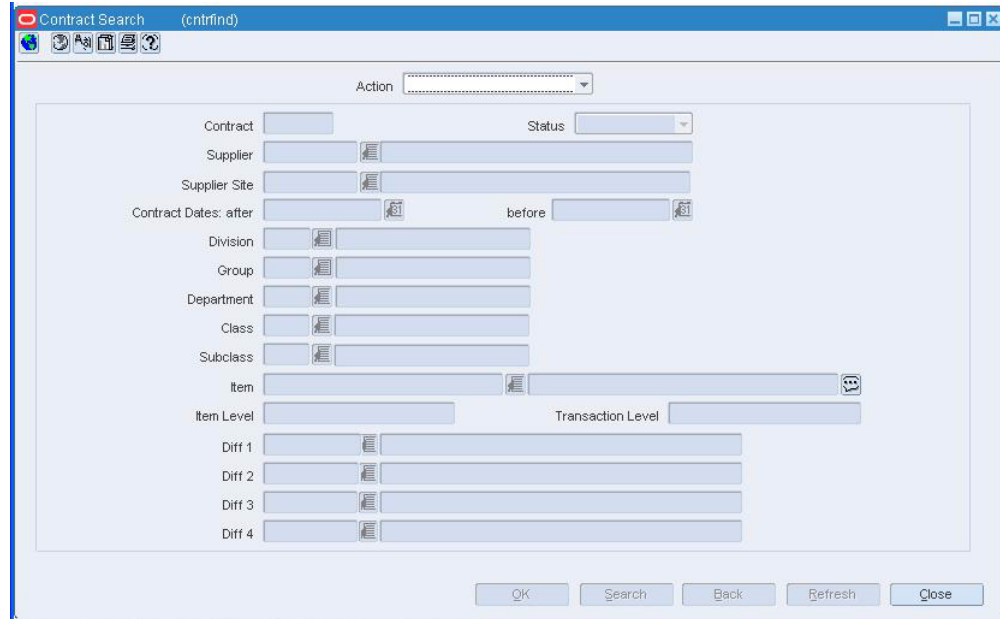 Contract Search (cntrfind)
Action
Contract Status
Supplier
Supplier Site
Contract Dates: after before
Division
Group
Department
Class
Subclass
Item
Item Level Transaction Level
Diff 1
Diff 2
Diff 3
Diff 4
OK Search Back Refresh Close